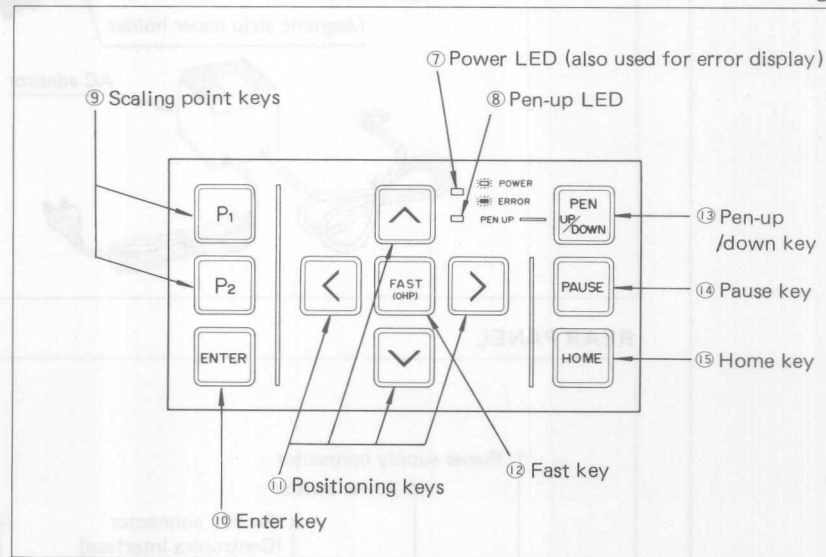 ⑦ Power LED (also used for error display)
⑧ Pen-up LED
⑨ Scaling point keys
POWER
ERROR
PEN UP
P₁
P₂
ENTER
FAST
(OHP)
PEN
UP/DOWN
PAUSE
HOME
⑬ Pen-up
/down key
⑭ Pause key
⑮ Home key
⑫ Fast key
⑪ Positioning keys
⑩ Enter key
Magnetic strip paper holder
AC adaptor
REAR PANEL
Power supply connector
connector
(Centronics Interface)